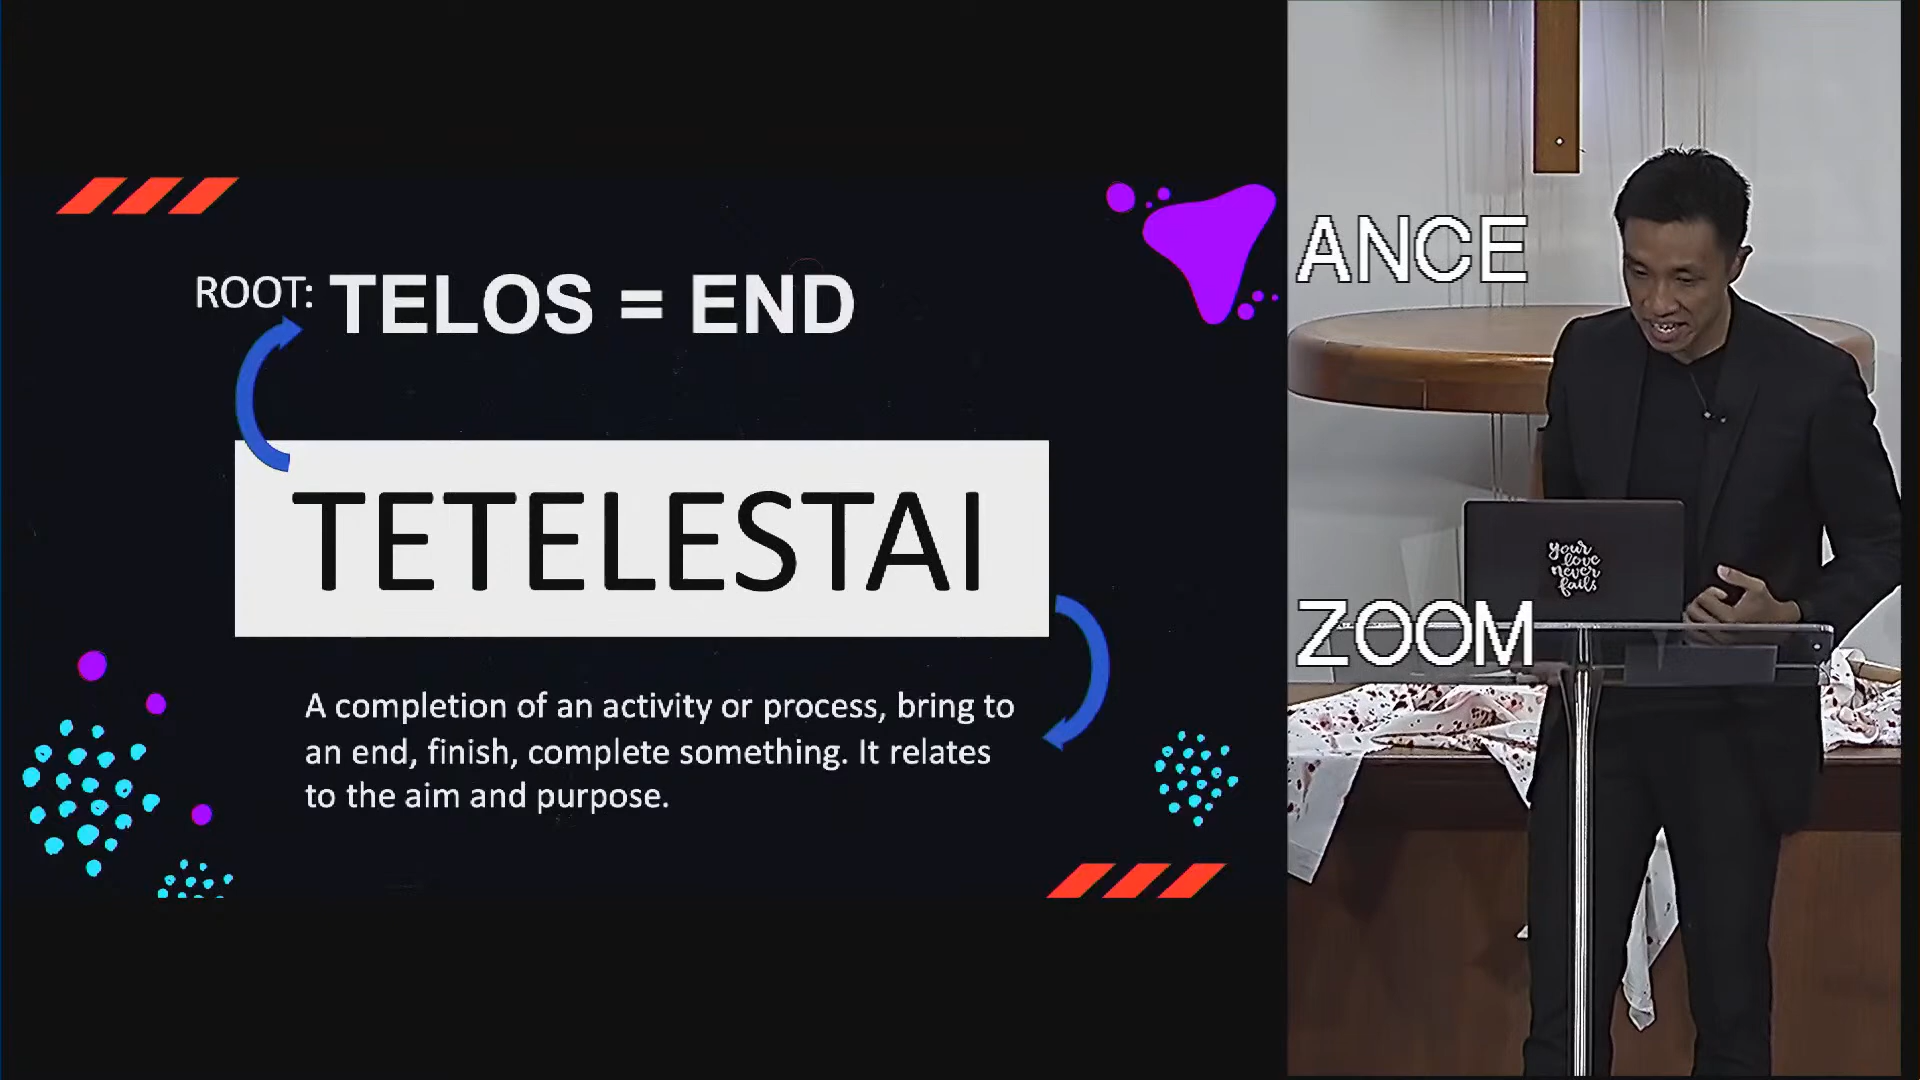 ROOT: TELOS = END
TETELESTAI
A completion of an activity or process, bring to
an end, finish, complete something. It relates
to the aim and purpose.
ANCE
ZOOM
your
love
never
fails